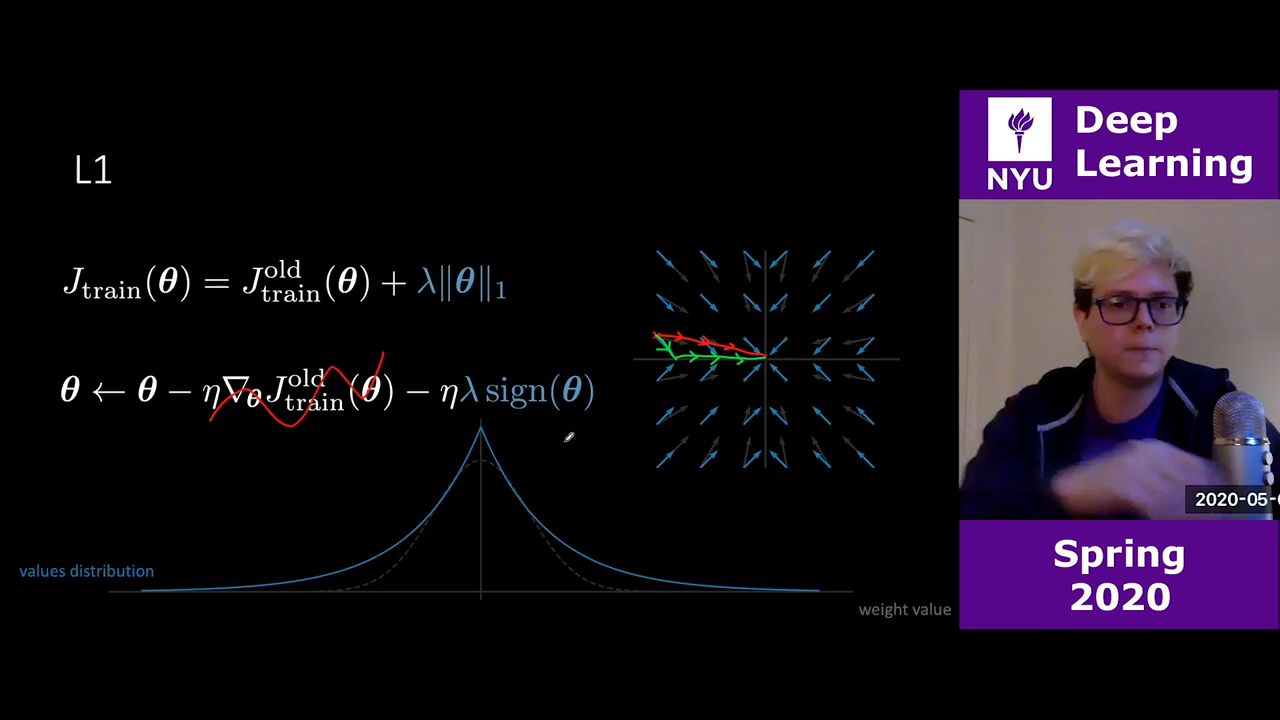 L1
J_train(θ) = J_train^old(θ) + λ‖θ‖₁
θ ← θ − η∇_θ J_train^old(θ) − ηλ sign(θ)
values distribution
weight value
NYU
Deep
Learning
2020-05-
Spring
2020